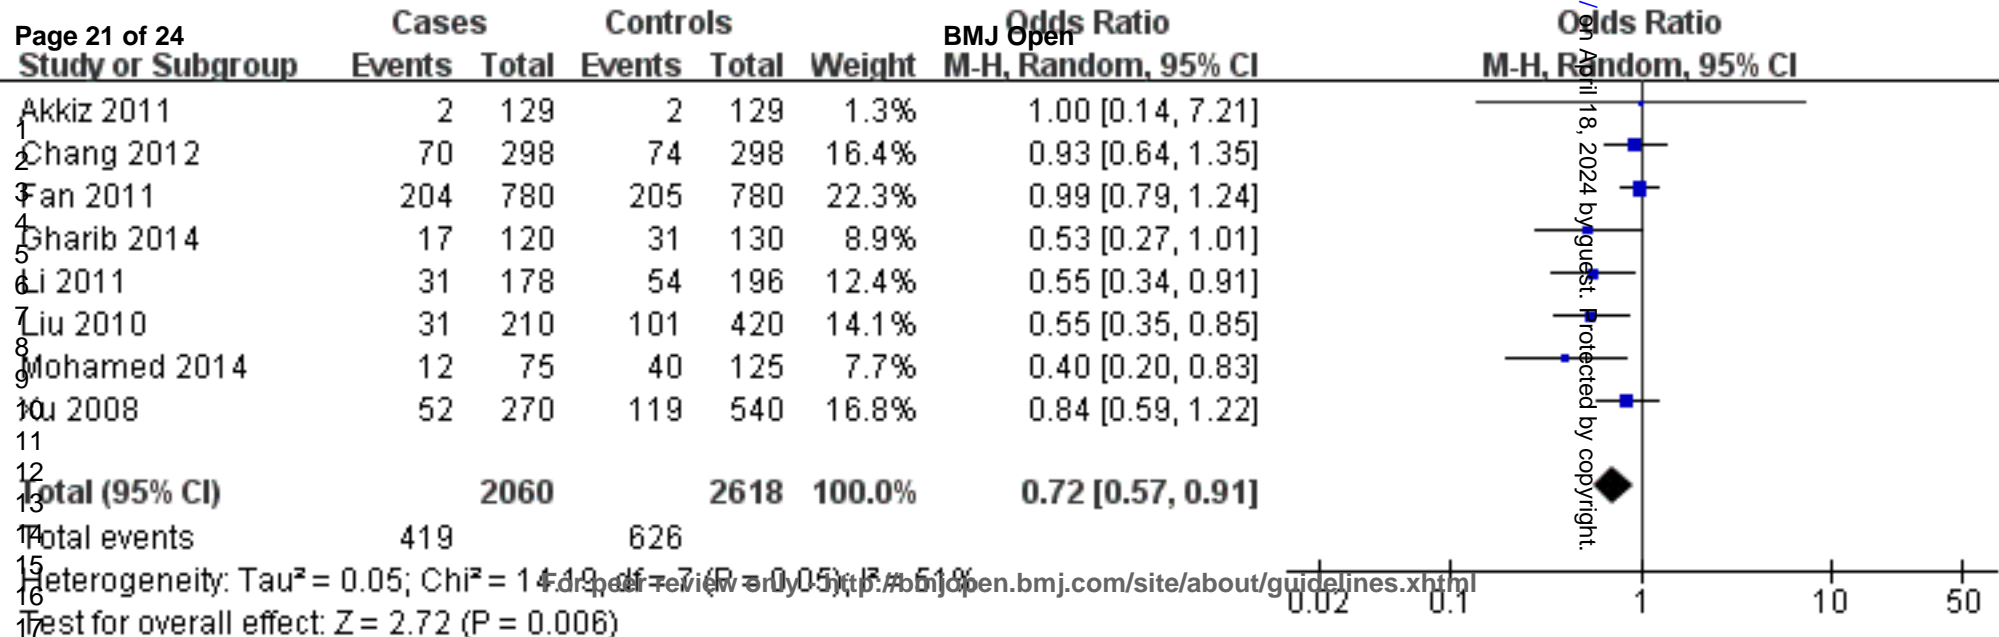 Cases Controls Odds Ratio Odds Ratio
Page 21 of 24 BMJ Open
Study or Subgroup Events Total Events Total Weight M-H, Random, 95% CI M-H, Random, 95% CI
Akkiz 2011 2 129 2 129 1.3% 1.00 [0.14, 7.21]
1
Chang 2012 70 298 74 298 16.4% 0.93 [0.64, 1.35]
2
Fan 2011 204 780 205 780 22.3% 0.99 [0.79, 1.24]
3
4
Gharib 2014 17 120 31 130 8.9% 0.53 [0.27, 1.01]
5
Li 2011 31 178 54 196 12.4% 0.55 [0.34, 0.91]
6
7
Liu 2010 31 210 101 420 14.1% 0.55 [0.35, 0.85]
8
Mohamed 2014 12 75 40 125 7.7% 0.40 [0.20, 0.83]
9
Xu 2008 52 270 119 540 16.8% 0.84 [0.59, 1.22]
10
11
12
Total (95% CI) 2060 2618 100.0% 0.72 [0.57, 0.91]
13
Total events 419 626
14
15
Heterogeneity: Tau² = 0.05; Chi² = 14.19, df = 7 (P = 0.05); I² = 51%
For peer review only - http://bmjopen.bmj.com/site/about/guidelines.xhtml
16
0.02 0.1 1 10 50
Test for overall effect: Z = 2.72 (P = 0.006)
17
/ on April 18, 2024 by guest. Protected by copyright.